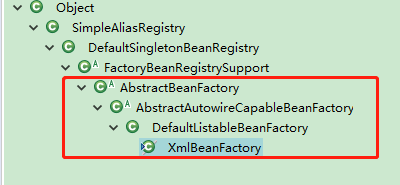 Object
SimpleAliasRegistry
DefaultSingletonBeanRegistry
A FactoryBeanRegistrySupport
A AbstractBeanFactory
A AbstractAutowireCapableBeanFactory
DefaultListableBeanFactory
XmlBeanFactory